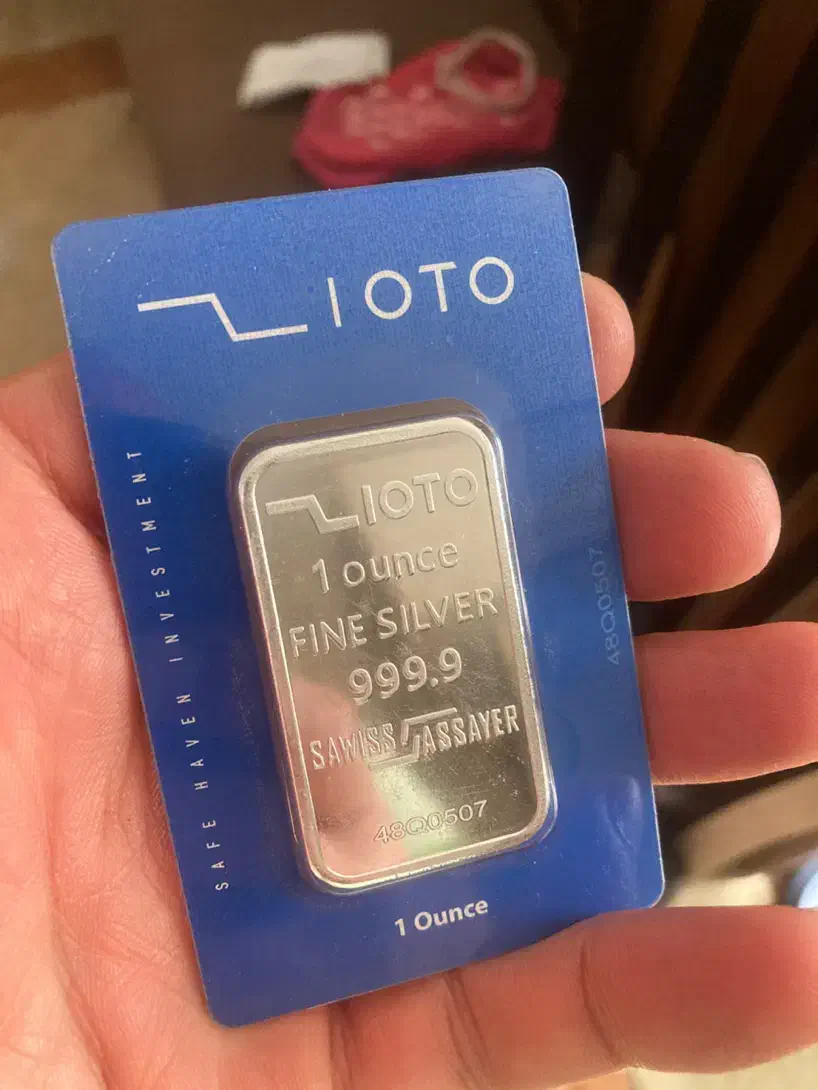 IOTO
SAFE HAVEN INVESTMENT
IOTO
1 ounce
FINE SILVER
999.9
SAWISS ASSAYER
48Q0507
48Q0507
1 Ounce